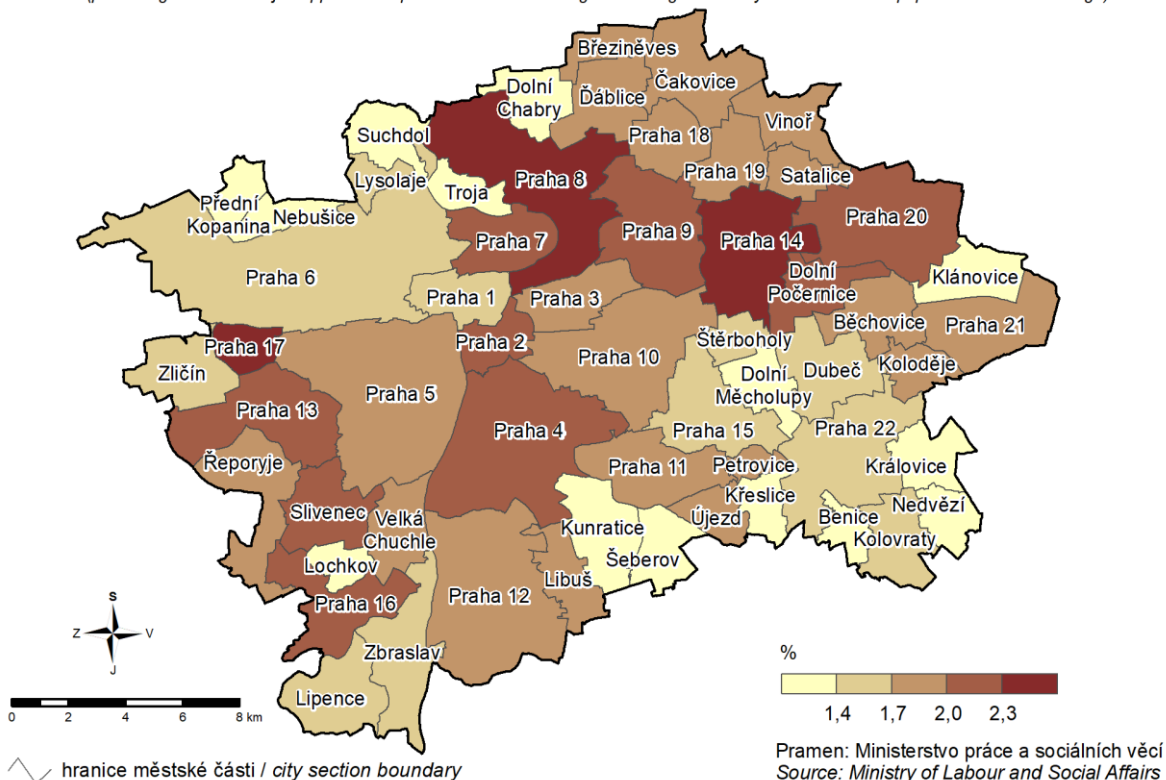 Březiněves
Dolní
Chabry
Ďáblice
Čakovice
Vinoř
Suchdol
Praha 18
Lysolaje
Praha 8
Praha 19
Satalice
Troja
Přední
Kopanina
Nebušice
Praha 7
Praha 9
Praha 14
Praha 20
Praha 6
Dolní
Počernice
Klánovice
Praha 1
Praha 3
Běchovice
Praha 21
Praha 17
Praha 2
Praha 10
Štěrboholy
Zličín
Dolní
Měcholupy
Dubeč
Koloděje
Praha 5
Praha 13
Praha 4
Praha 15
Praha 22
Řeporyje
Praha 11
Petrovice
Královice
Křeslice
Slivenec
Velká
Chuchle
Kunratice
Újezd
Benice
Nedvězí
Kolovraty
Lochkov
Šeberov
Libuš
Praha 16
Praha 12
Zbraslav
Lipence
S
Z
V
J
0 2 4 6 8 km
%
1,4 1,7 2,0 2,3
hranice městské části / city section boundary
Pramen: Ministerstvo práce a sociálních věcí
Source: Ministry of Labour and Social Affairs